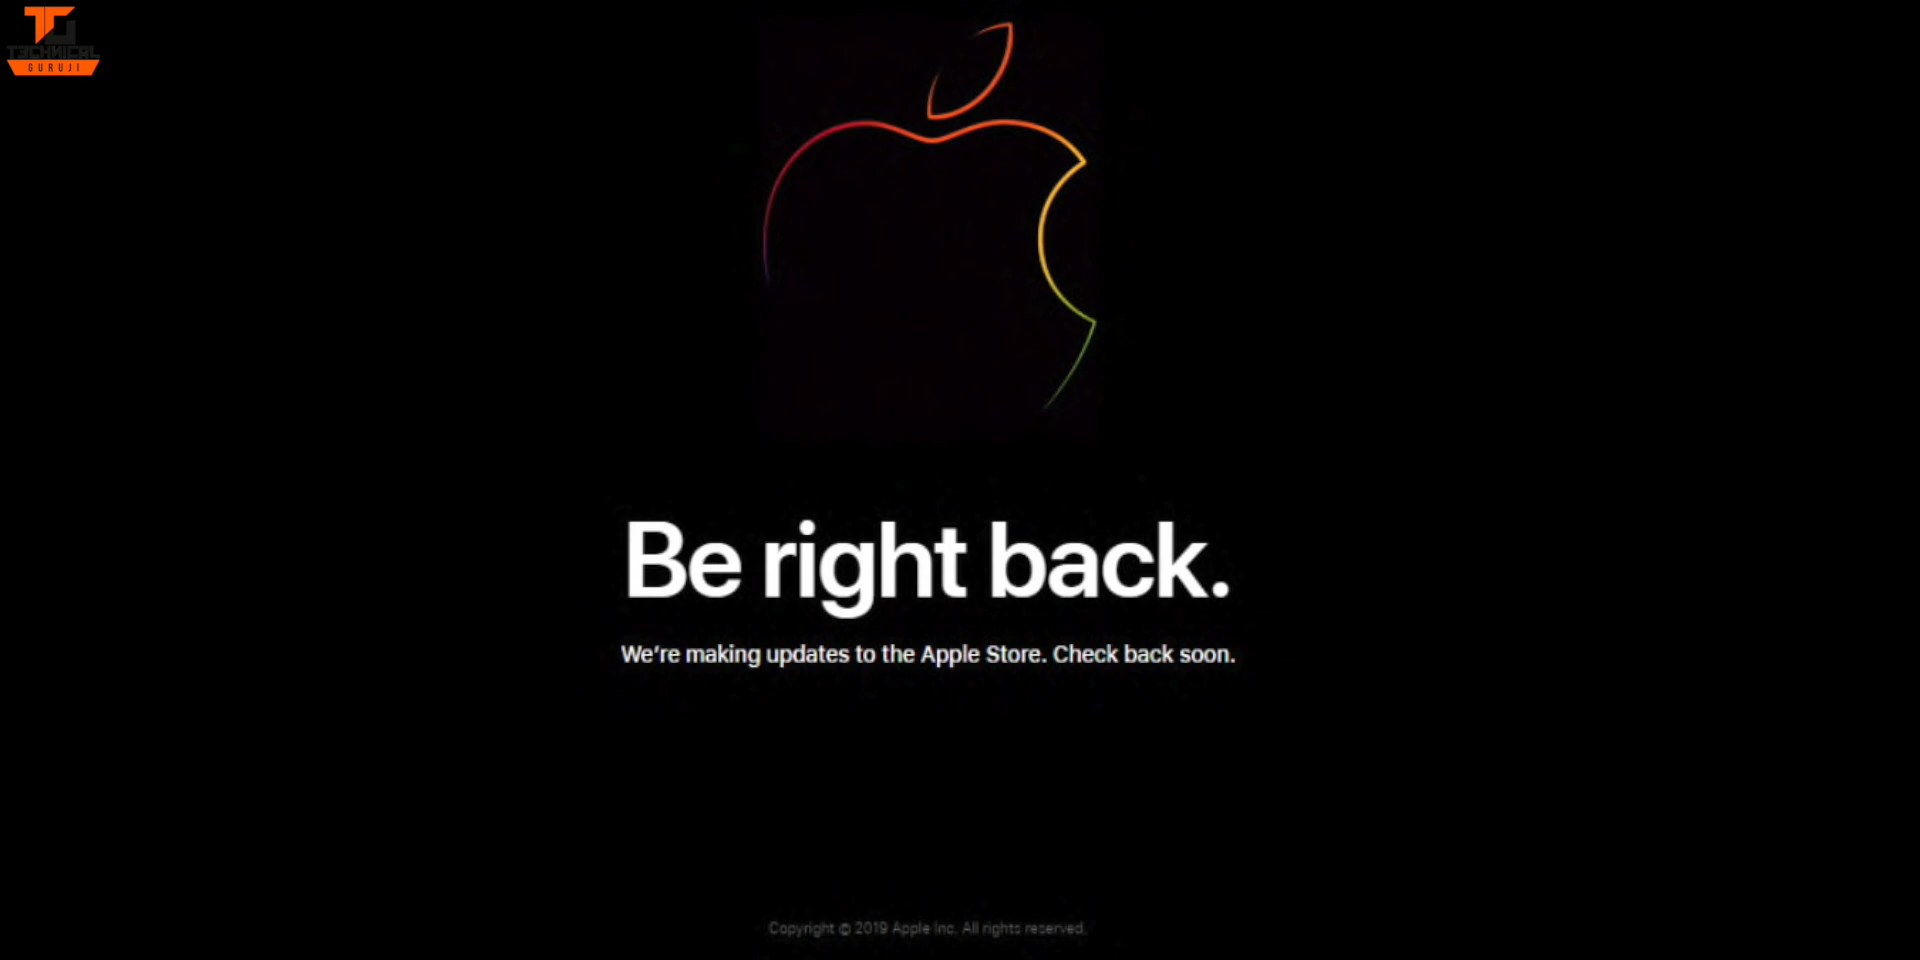 TG
TECHNICAL
GURUJI
Be right back.
We're making updates to the Apple Store. Check back soon.
Copyright © 2019 Apple Inc. All rights reserved.